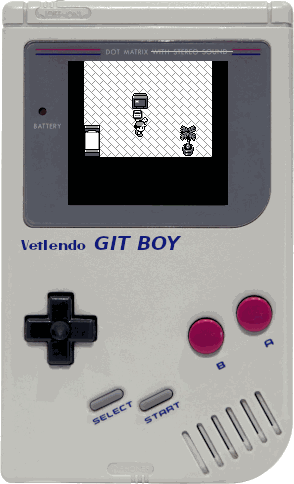 DOT MATRIX WITH STEREO SOUND
BATTERY
Vetlendo GIT BOY
B
A
SELECT
START